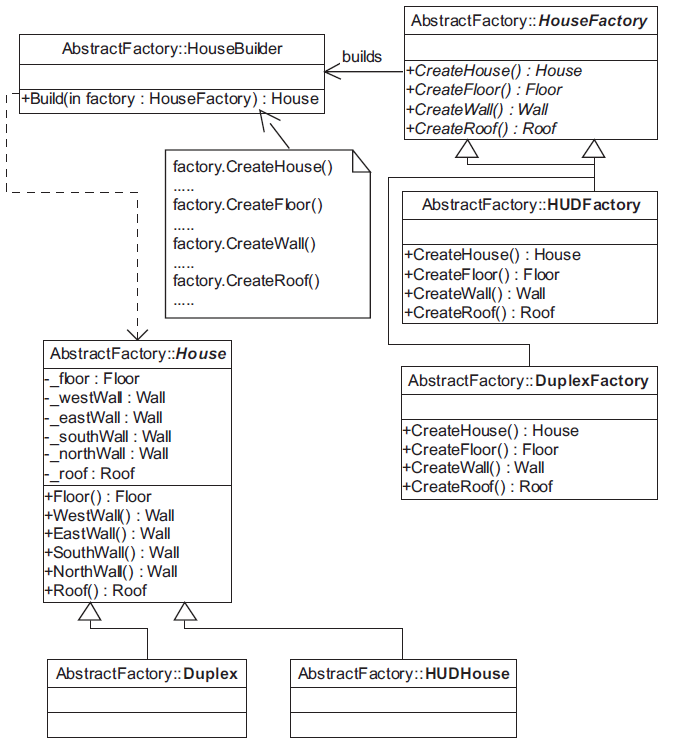 AbstractFactory::HouseBuilder
+Build(in factory : HouseFactory) : House
builds
AbstractFactory::HouseFactory
+CreateHouse() : House
+CreateFloor() : Floor
+CreateWall() : Wall
+CreateRoof() : Roof
factory.CreateHouse()
.....
factory.CreateFloor()
.....
factory.CreateWall()
.....
factory.CreateRoof()
.....
AbstractFactory::HUDFactory
+CreateHouse() : House
+CreateFloor() : Floor
+CreateWall() : Wall
+CreateRoof() : Roof
AbstractFactory::House
-_floor : Floor
-_westWall : Wall
-_eastWall : Wall
-_southWall : Wall
-_northWall : Wall
-_roof : Roof
+Floor() : Floor
+WestWall() : Wall
+EastWall() : Wall
+SouthWall() : Wall
+NorthWall() : Wall
+Roof() : Roof
AbstractFactory::DuplexFactory
+CreateHouse() : House
+CreateFloor() : Floor
+CreateWall() : Wall
+CreateRoof() : Roof
AbstractFactory::Duplex
AbstractFactory::HUDHouse